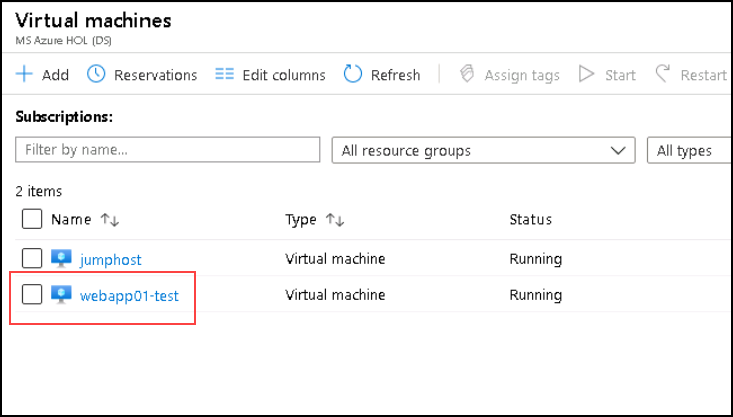 Virtual machines
MS Azure HOL (DS)
Add Reservations Edit columns Refresh Assign tags Start Restart
Subscriptions:
Filter by name... All resource groups All types
2 items
Name Type Status
jumphost Virtual machine Running
webapp01-test Virtual machine Running